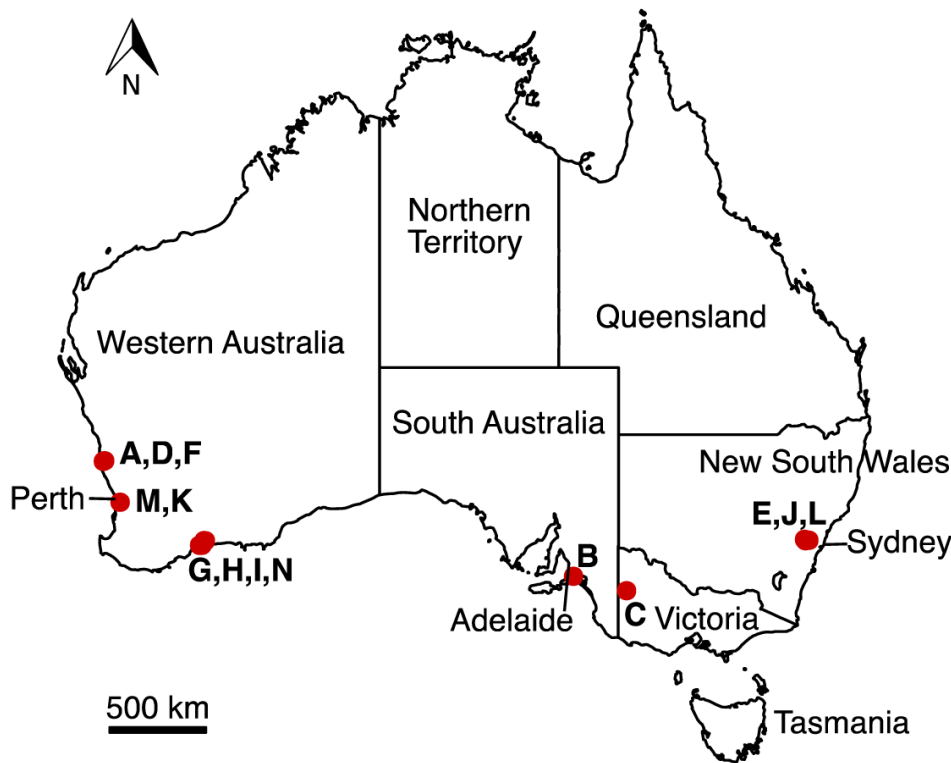 N
Northern
Territory
Queensland
Western Australia
South Australia
A,D,F
New South Wales
Perth
M,K
E,J,L
Sydney
G,H,I,N
B
Adelaide
C
Victoria
500 km
Tasmania